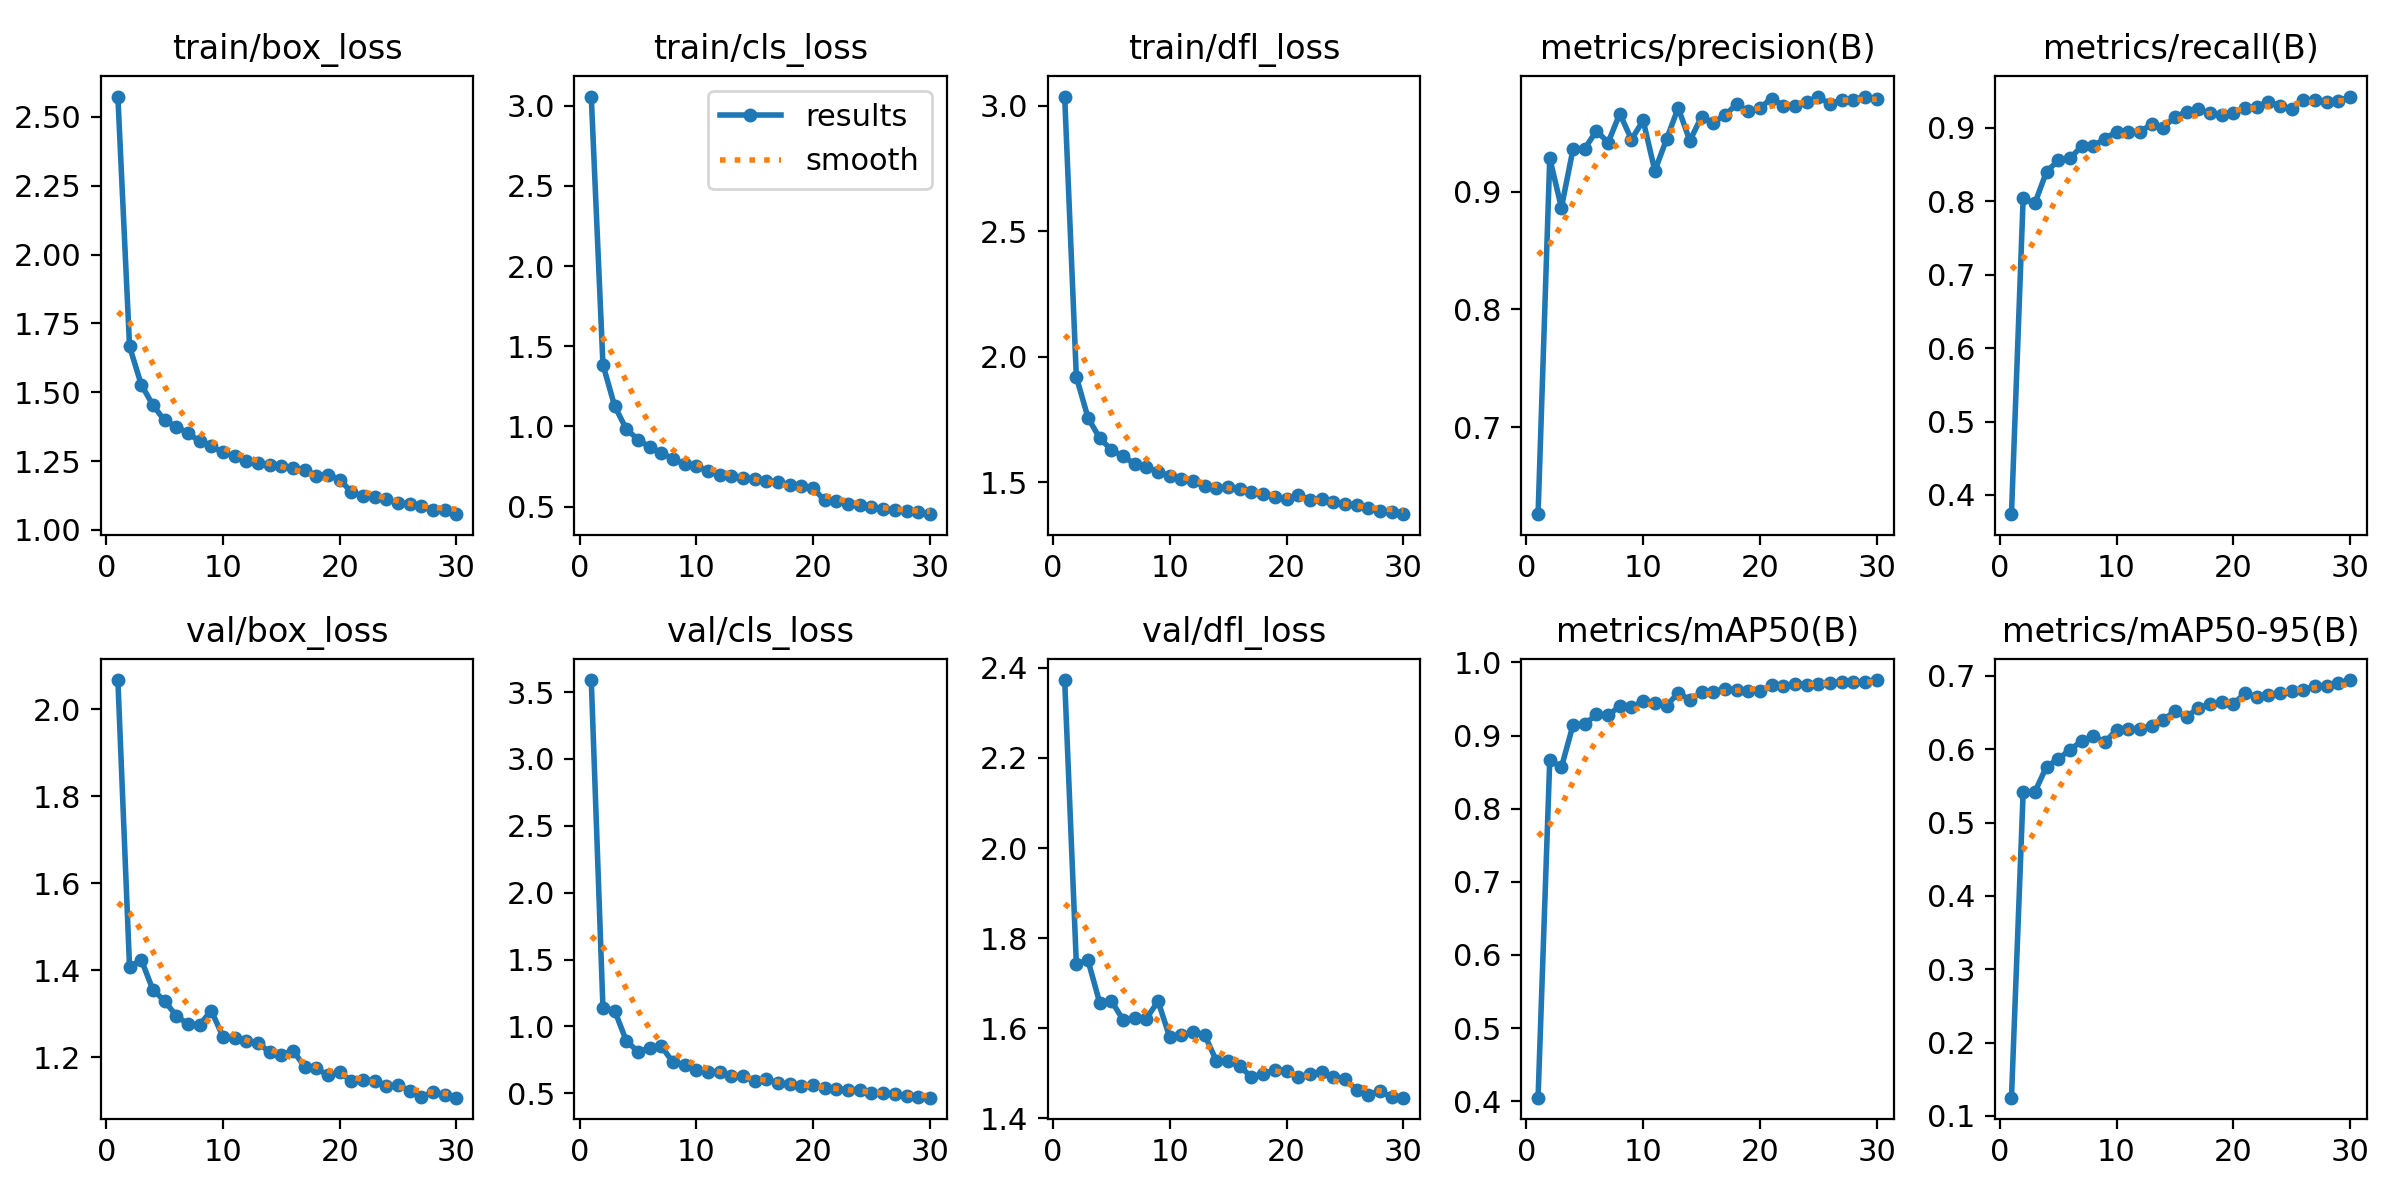 train/box_loss
2.50
2.25
2.00
1.75
1.50
1.25
1.00
0 10 20 30
train/cls_loss
results
smooth
3.0
2.5
2.0
1.5
1.0
0.5
0 10 20 30
train/dfl_loss
3.0
2.5
2.0
1.5
0 10 20 30
metrics/precision(B)
0.9
0.8
0.7
0 10 20 30
metrics/recall(B)
0.9
0.8
0.7
0.6
0.5
0.4
0 10 20 30
val/box_loss
2.0
1.8
1.6
1.4
1.2
0 10 20 30
val/cls_loss
3.5
3.0
2.5
2.0
1.5
1.0
0.5
0 10 20 30
val/dfl_loss
2.4
2.2
2.0
1.8
1.6
1.4
0 10 20 30
metrics/mAP50(B)
1.0
0.9
0.8
0.7
0.6
0.5
0.4
0 10 20 30
metrics/mAP50-95(B)
0.7
0.6
0.5
0.4
0.3
0.2
0.1
0 10 20 30